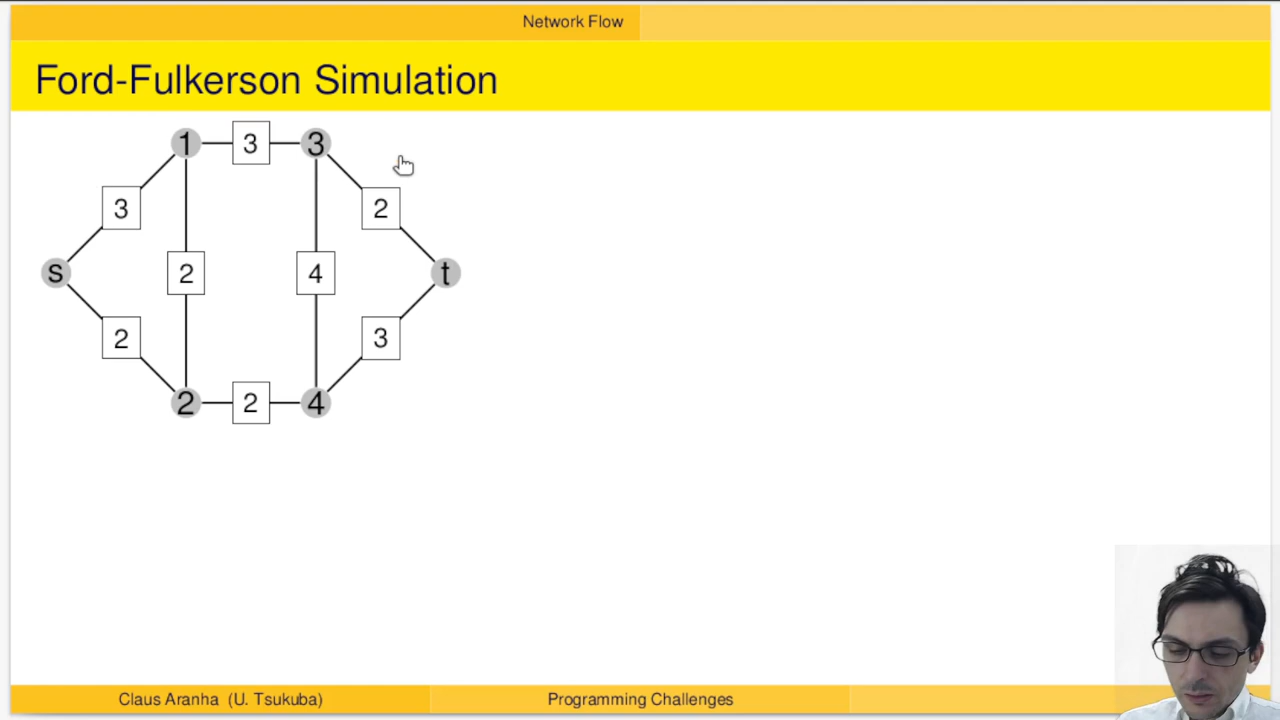 Network Flow
Ford-Fulkerson Simulation
1 3 3
3 2
s 2 4 t
2 3
2 2 4
Claus Aranha (U. Tsukuba) Programming Challenges